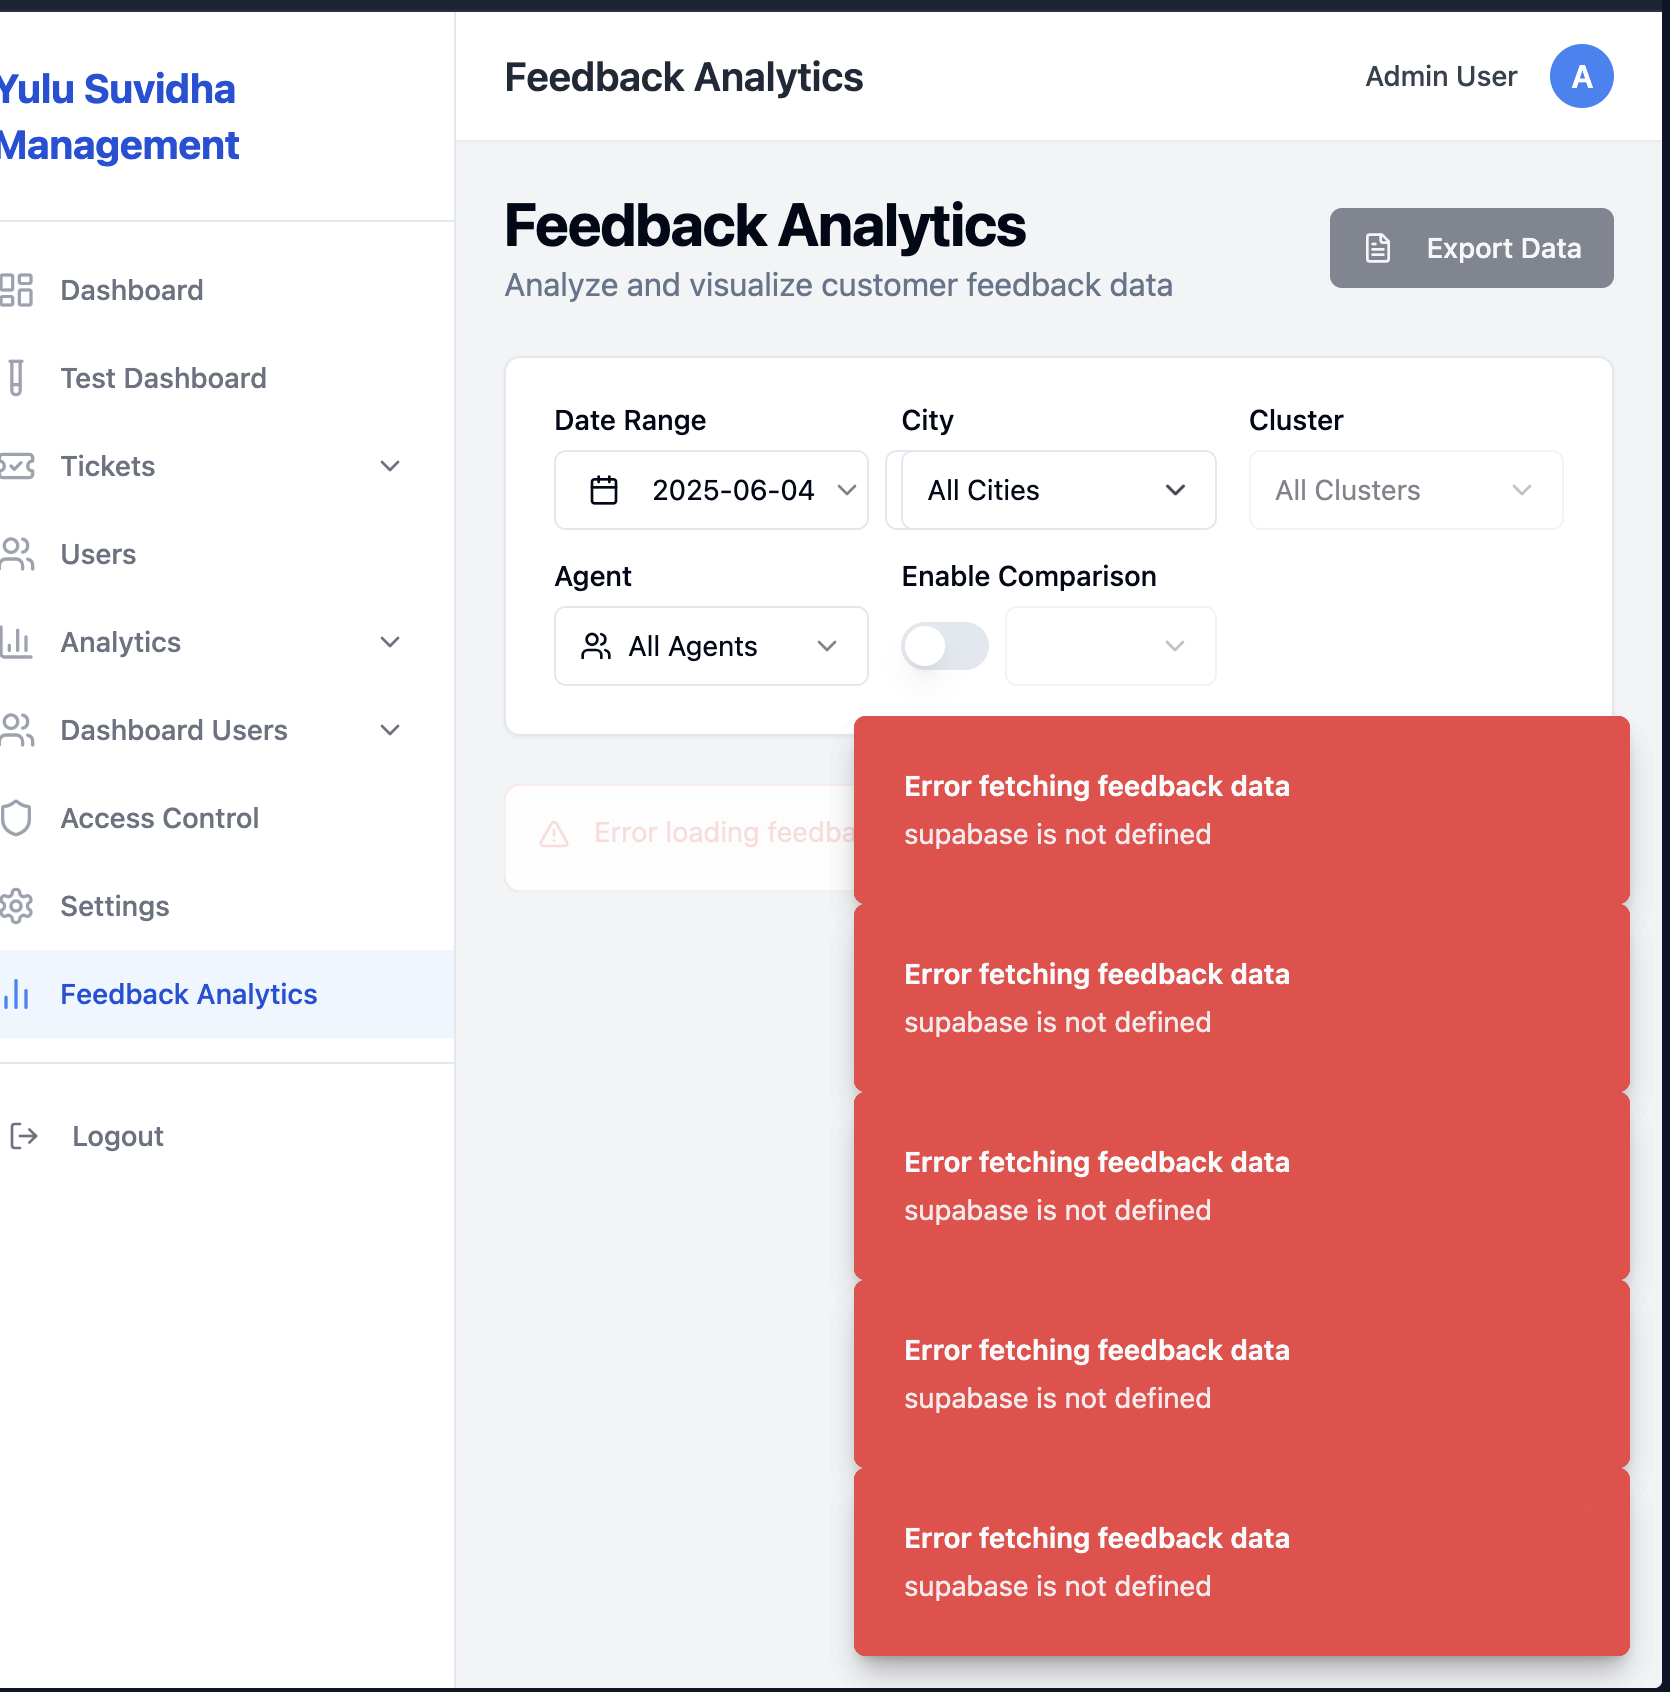 Yulu Suvidha
Management
Dashboard
Test Dashboard
Tickets
Users
Analytics
Dashboard Users
Access Control
Settings
Feedback Analytics
Logout
Feedback Analytics
Admin User
A
Feedback Analytics
Analyze and visualize customer feedback data
Export Data
Date Range
City
Cluster
2025-06-04
All Cities
All Clusters
Agent
Enable Comparison
All Agents
Error loading feedba
Error fetching feedback data
supabase is not defined
Error fetching feedback data
supabase is not defined
Error fetching feedback data
supabase is not defined
Error fetching feedback data
supabase is not defined
Error fetching feedback data
supabase is not defined